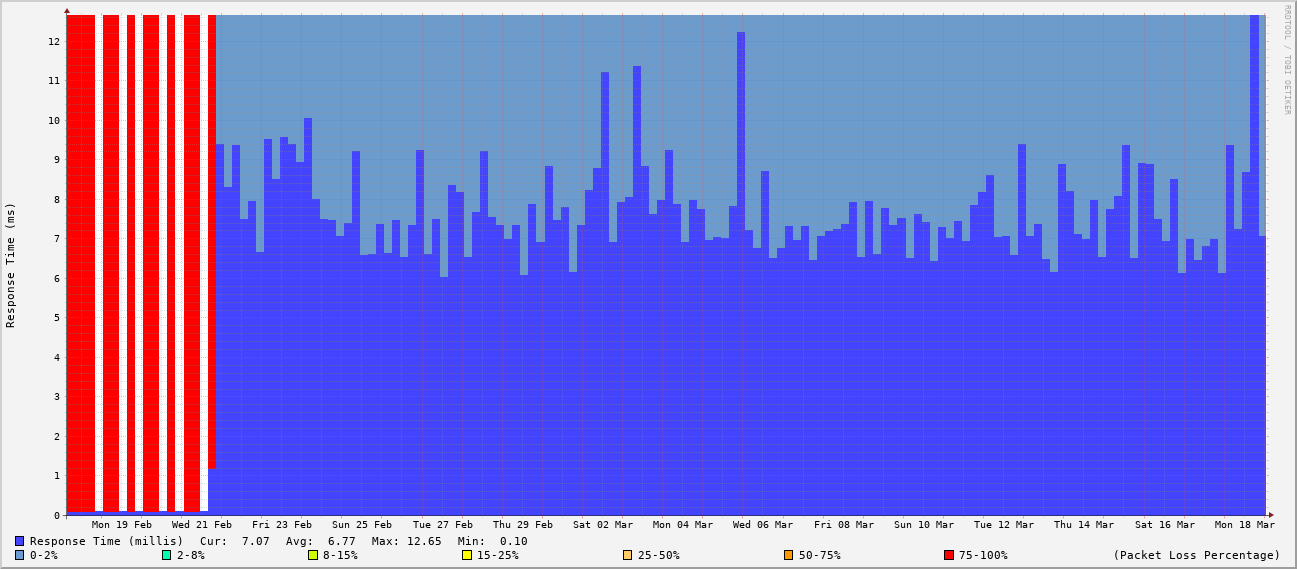 RRDTOOL / TOBI OETIKER
Response Time (ms)
12
11
10
9
8
7
6
5
4
3
2
1
0
Mon 19 Feb Wed 21 Feb Fri 23 Feb Sun 25 Feb Tue 27 Feb Thu 29 Feb Sat 02 Mar Mon 04 Mar Wed 06 Mar Fri 08 Mar Sun 10 Mar Tue 12 Mar Thu 14 Mar Sat 16 Mar Mon 18 Mar
Response Time (millis) Cur: 7.07 Avg: 6.77 Max: 12.65 Min: 0.10
0-2% 2-8% 8-15% 15-25% 25-50% 50-75% 75-100% (Packet Loss Percentage)